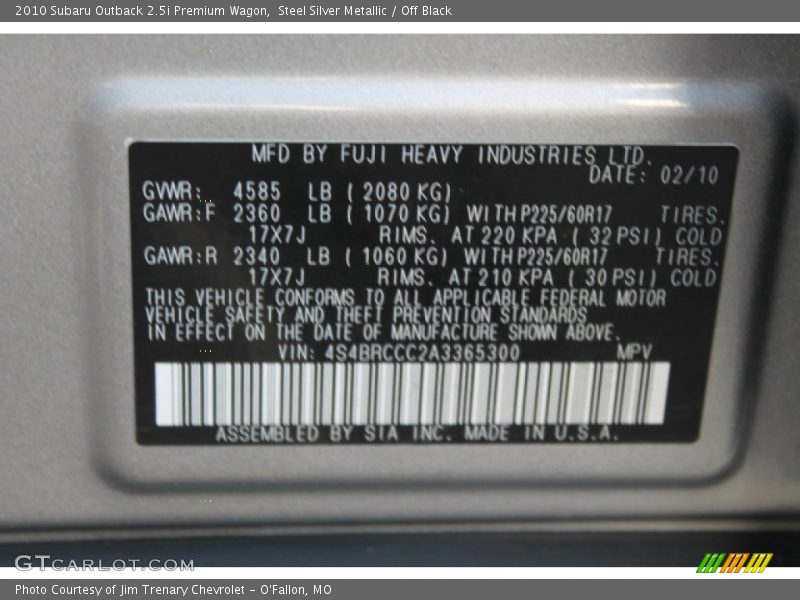 2010 Subaru Outback 2.5i Premium Wagon,  Steel Silver Metallic / Off Black
MFD BY FUJI HEAVY INDUSTRIES LTD.
DATE: 02/10
GVWR: 4585 LB ( 2080 KG)
GAWR:F 2360 LB ( 1070 KG) WITH P225/60R17 TIRES.
17X7J RIMS. AT 220 KPA ( 32 PSI) COLD
GAWR:R 2340 LB ( 1060 KG) WITH P225/60R17 TIRES.
17X7J RIMS. AT 210 KPA ( 30 PSI) COLD
THIS VEHICLE CONFORMS TO ALL APPLICABLE FEDERAL MOTOR
VEHICLE SAFETY AND THEFT PREVENTION STANDARDS
IN EFFECT ON THE DATE OF MANUFACTURE SHOWN ABOVE.
VIN: 4S4BRCCC2A3365300 MPV
ASSEMBLED BY SIA INC. MADE IN U.S.A.
GTCARLOT.COM
Photo Courtesy of Jim Trenary Chevrolet - O'Fallon, MO